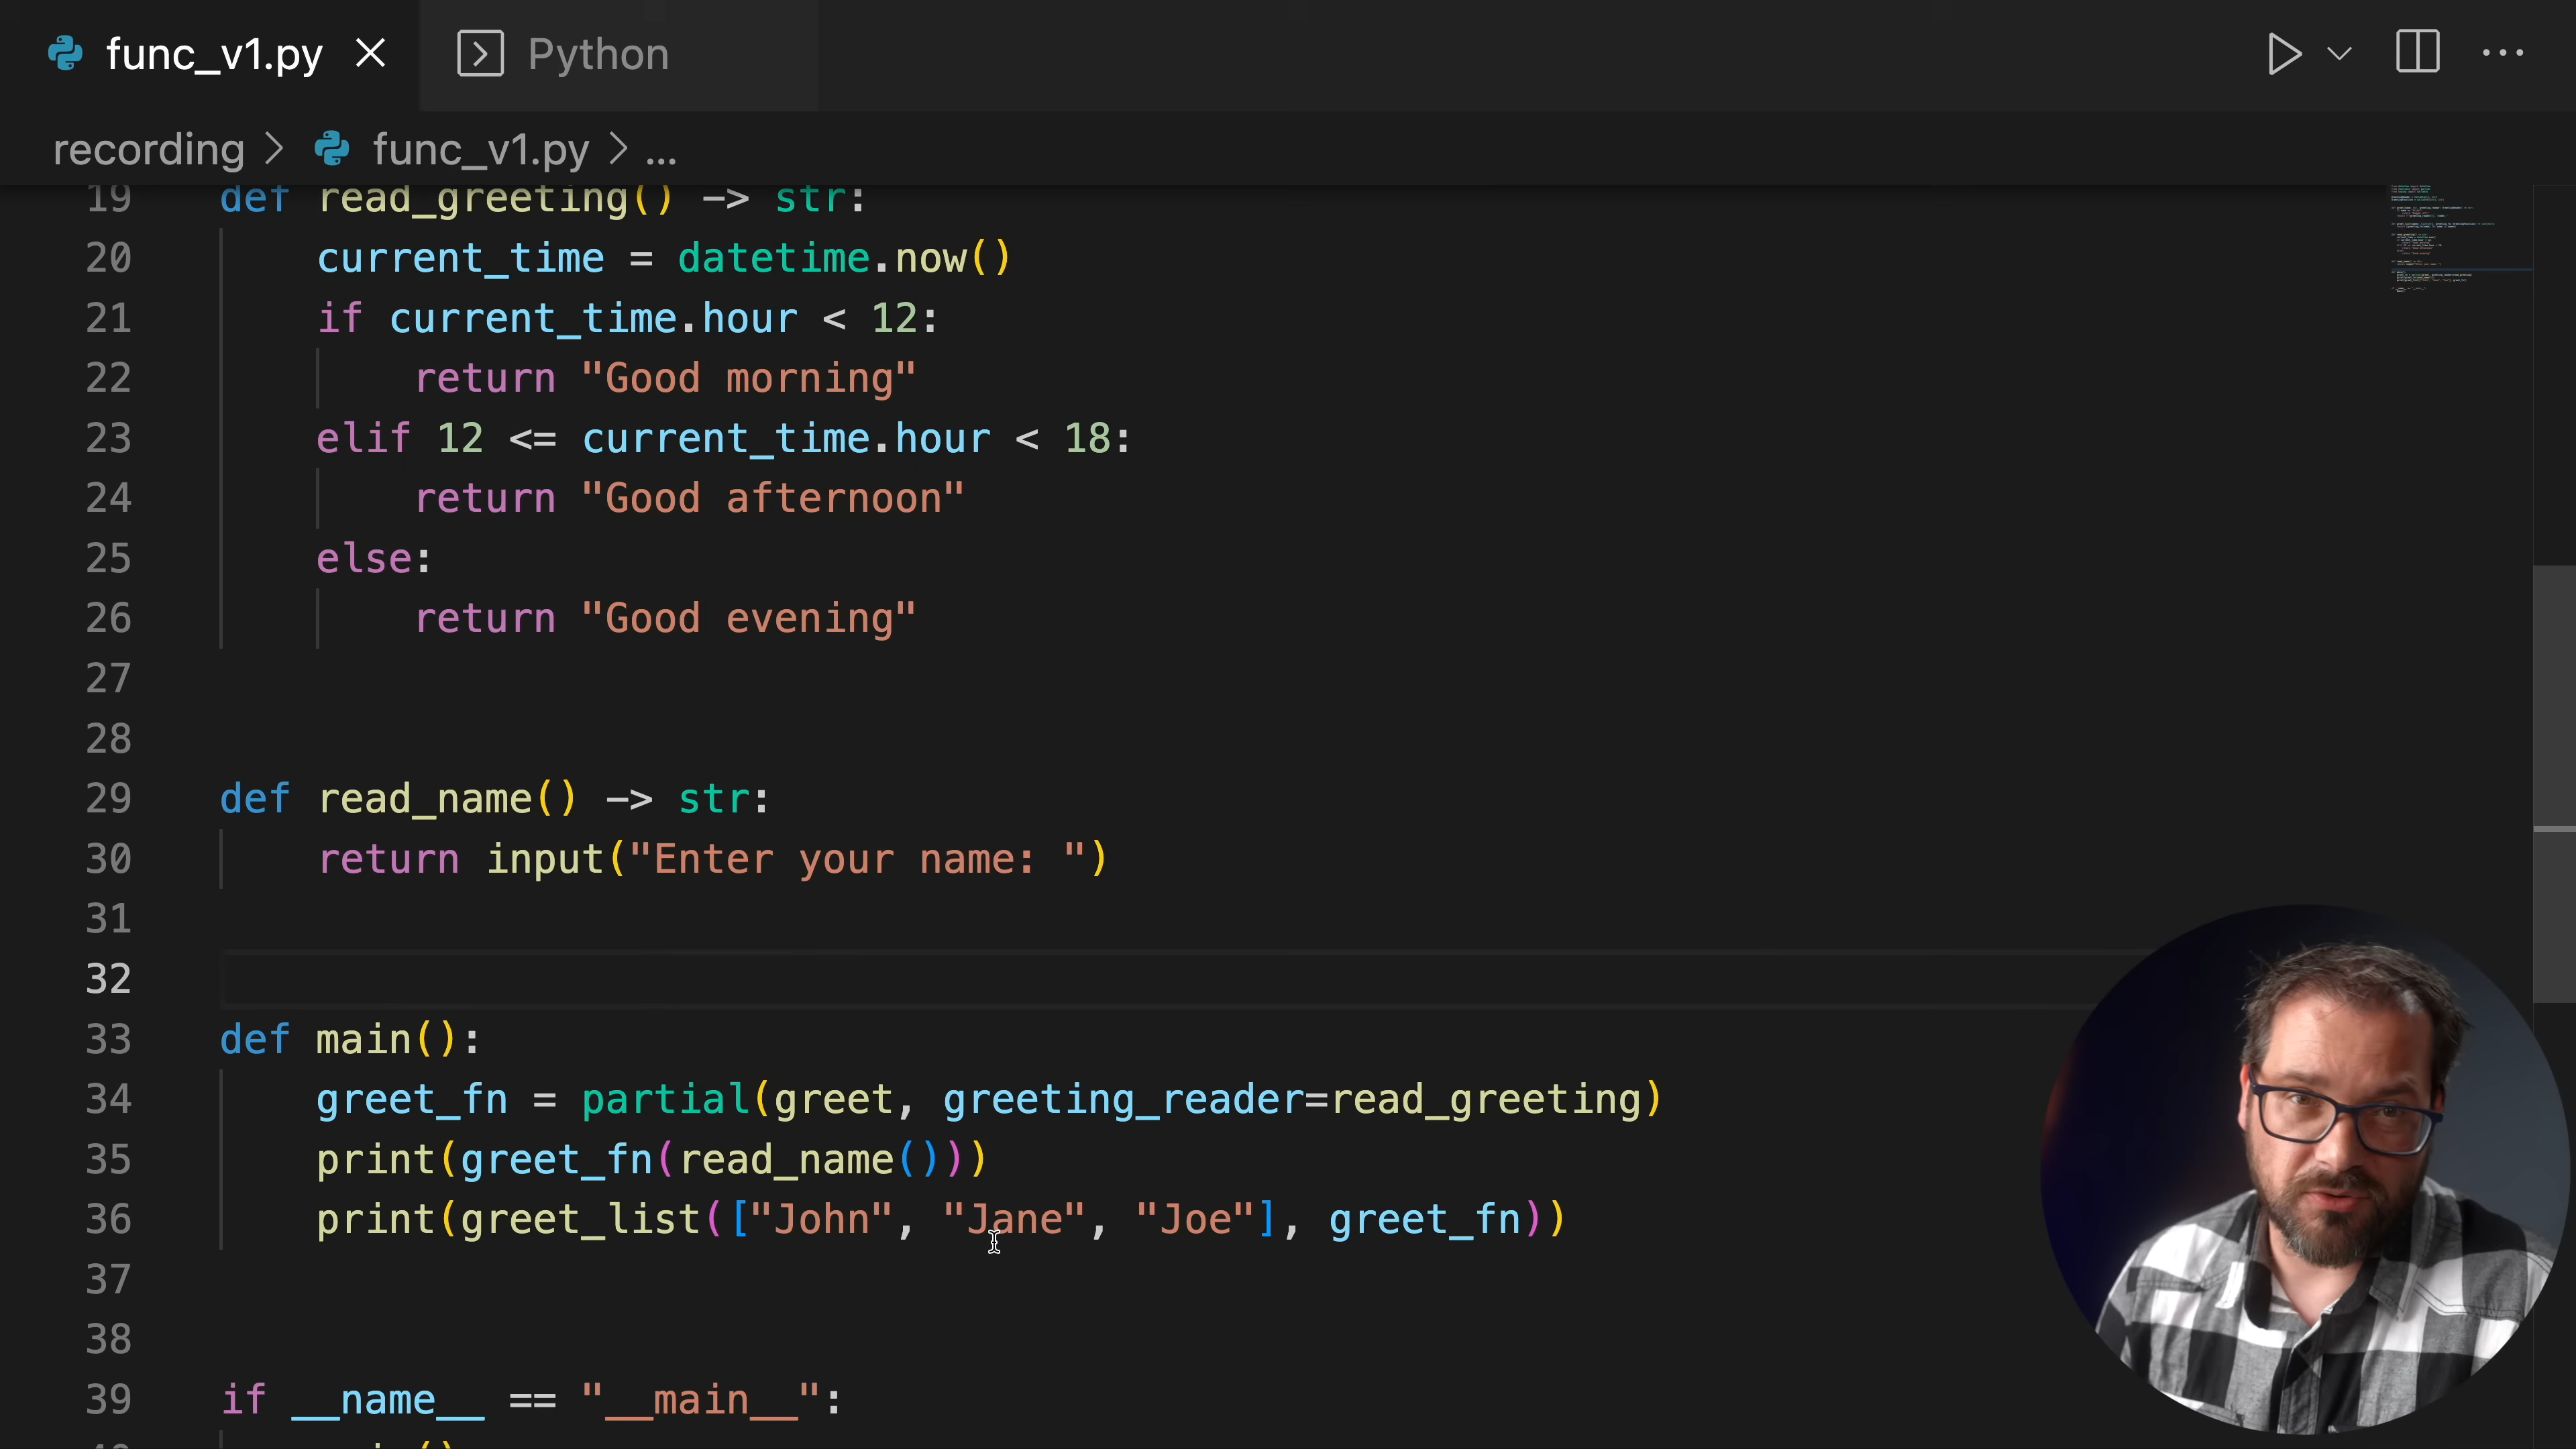 func_v1.py
Python
recording > func_v1.py > ...
19 def read_greeting() -> str:
20 current_time = datetime.now()
21 if current_time.hour < 12:
22 return "Good morning"
23 elif 12 <= current_time.hour < 18:
24 return "Good afternoon"
25 else:
26 return "Good evening"
27
28
29 def read_name() -> str:
30 return input("Enter your name: ")
31
32
33 def main():
34 greet_fn = partial(greet, greeting_reader=read_greeting)
35 print(greet_fn(read_name()))
36 print(greet_list(["John", "Jane", "Joe"], greet_fn))
37
38
39 if __name__ == "__main__":